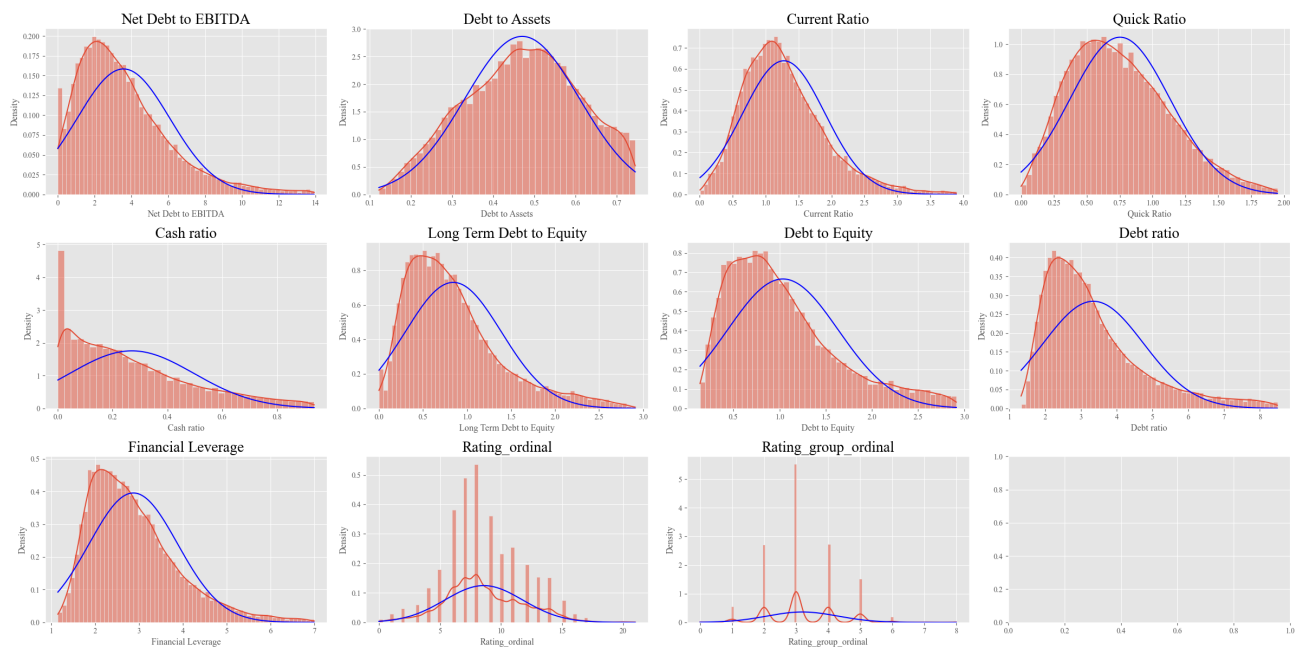 Net Debt to EBITDA
Debt to Assets
Current Ratio
Quick Ratio
0.200
0.175
0.150
0.125
0.100
0.075
0.050
0.025
0.000
Density
0 2 4 6 8 10 12 14
Net Debt to EBITDA
3.0
2.5
2.0
1.5
1.0
0.5
0.0
Density
0.1 0.2 0.3 0.4 0.5 0.6 0.7
Debt to Assets
0.7
0.6
0.5
0.4
0.3
0.2
0.1
0.0
Density
0.0 0.5 1.0 1.5 2.0 2.5 3.0 3.5 4.0
Current Ratio
1.0
0.8
0.6
0.4
0.2
0.0
Density
0.00 0.25 0.50 0.75 1.00 1.25 1.50 1.75 2.00
Quick Ratio
Cash ratio
Long Term Debt to Equity
Debt to Equity
Debt ratio
5
4
3
2
1
0
Density
0.0 0.2 0.4 0.6 0.8
Cash ratio
0.8
0.6
0.4
0.2
0.0
Density
0.0 0.5 1.0 1.5 2.0 2.5 3.0
Long Term Debt to Equity
0.8
0.7
0.6
0.5
0.4
0.3
0.2
0.1
0.0
Density
0.5 1.0 1.5 2.0 2.5 3.0
Debt to Equity
0.40
0.35
0.30
0.25
0.20
0.15
0.10
0.05
0.00
Density
1 2 3 4 5 6 7 8
Debt ratio
Financial Leverage
Rating_ordinal
Rating_group_ordinal
0.5
0.4
0.3
0.2
0.1
0.0
Density
1 2 3 4 5 6 7
Financial Leverage
0.5
0.4
0.3
0.2
0.1
0.0
Density
0 5 10 15 20
Rating_ordinal
5
4
3
2
1
0
Density
0 1 2 3 4 5 6 7 8
Rating_group_ordinal
1.0
0.8
0.6
0.4
0.2
0.0
0.0 0.2 0.4 0.6 0.8 1.0